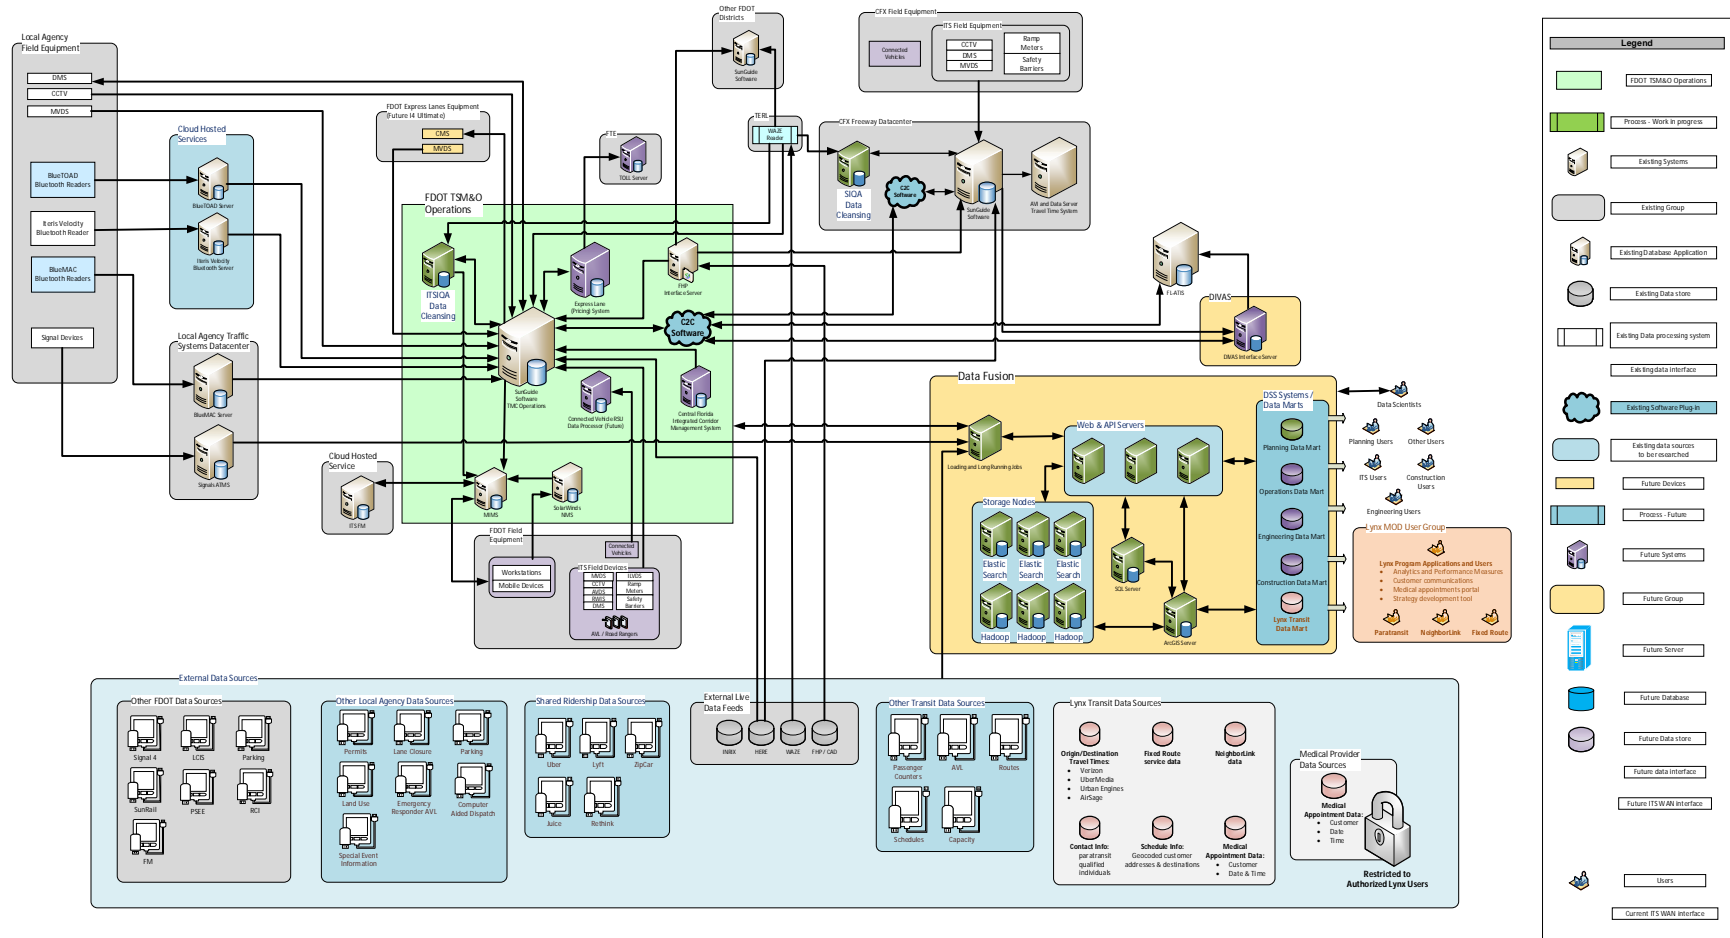 Local Agency
Field Equipment
DMS
CCTV
MVDS
BlueTOAD
Bluetooth Readers
Iteris Velocity
Bluetooth Reader
BlueMAC
Bluetooth Readers
Signal Devices
Cloud Hosted
Services
BlueTOAD Server
Iteris Velocity
Bluetooth Server
Local Agency Traffic
Systems Datacenter
BlueMAC Server
Signals ATMS
FDOT Express Lanes Equipment
(Future I4 Ultimate)
CMS
MVDS
FTE
TOLL Server
Other FDOT
Districts
SunGuide
Software
TERL
WAZE
Reader
CFX Field Equipment
Connected
Vehicles
ITS Field Equipment
CCTV
DMS
MVDS
Ramp
Meters
Safety
Barriers
CFX Freeway Datacenter
SIQA
Data
Cleansing
C2C
Software
SunGuide
Software
AVI and Data Server
Travel Time System
FDOT TSM&O
Operations
ITSIQA
Data
Cleansing
Express Lane
(Pricing) System
FHP
Interface Server
C2C
Software
SunGuide
Software
TMC Operations
Connected Vehicle RSU
Data Processor (Future)
Central Florida
Integrated Corridor
Management System
MIMS
SolarWinds
NMS
Cloud Hosted
Service
ITSFM
FDOT Field
Equipment
Connected
Vehicles
Workstations
Mobile Devices
ITS Field Devices
MVDS
CCTV
AVDS
RWIS
DMS
ILVDS
Ramp
Meters
Safety
Barriers
AVL / Road Rangers
FL-ATIS
DIVAS
DIVAS Interface Server
Data Fusion
Loading and Long Running Jobs
Web & API Servers
Storage Nodes
Elastic
Search
Elastic
Search
Elastic
Search
Hadoop
Hadoop
Hadoop
SQL Server
ArcGIS Server
DSS Systems /
Data Marts
Planning Data Mart
Operations Data Mart
Engineering Data Mart
Construction Data Mart
Lynx Transit
Data Mart
Data Scientists
Planning Users
Other Users
ITS Users
Construction
Users
Engineering Users
Lynx MOD User Group
Lynx Program Applications and Users
• Analytics and Performance Measures
• Customer communications
• Medical appointments portal
• Strategy development tool
Paratransit
NeighborLink
Fixed Route
External Data Sources
Other FDOT Data Sources
Signal 4
LCIS
Parking
SunRail
PSEE
RCI
FM
Other Local Agency Data Sources
Permits
Lane Closure
Parking
Land Use
Emergency
Responder AVL
Computer
Aided Dispatch
Special Event
Information
Shared Ridership Data Sources
Uber
Lyft
ZipCar
Juice
Rethink
External Live
Data Feeds
INRIX
HERE
WAZE
FHP / CAD
Other Transit Data Sources
Passenger
Counters
AVL
Routes
Schedules
Capacity
Lynx Transit Data Sources
Origin/Destination
Travel Times:
• Verizon
• UberMedia
• Urban Engines
• AirSage
Fixed Route
service data
NeighborLink
data
Contact Info:
paratransit
qualified
individuals
Schedule Info:
Geocoded customer
addresses & destinations
Medical
Appointment Data:
• Customer
• Date & Time
Medical Provider
Data Sources
Medical
Appointment Data:
• Customer
• Date
• Time
Restricted to
Authorized Lynx Users
Legend
FDOT TSM&O Operations
Process - Work in progress
Existing Systems
Existing Group
Existing Database Application
Existing Data store
Existing Data processing system
Existing data interface
Existing Software Plug-in
Existing data sources
to be researched
Future Devices
Process - Future
Future Systems
Future Group
Future Server
Future Database
Future Data store
Future data interface
Future ITS WAN interface
Users
Current ITS WAN interface